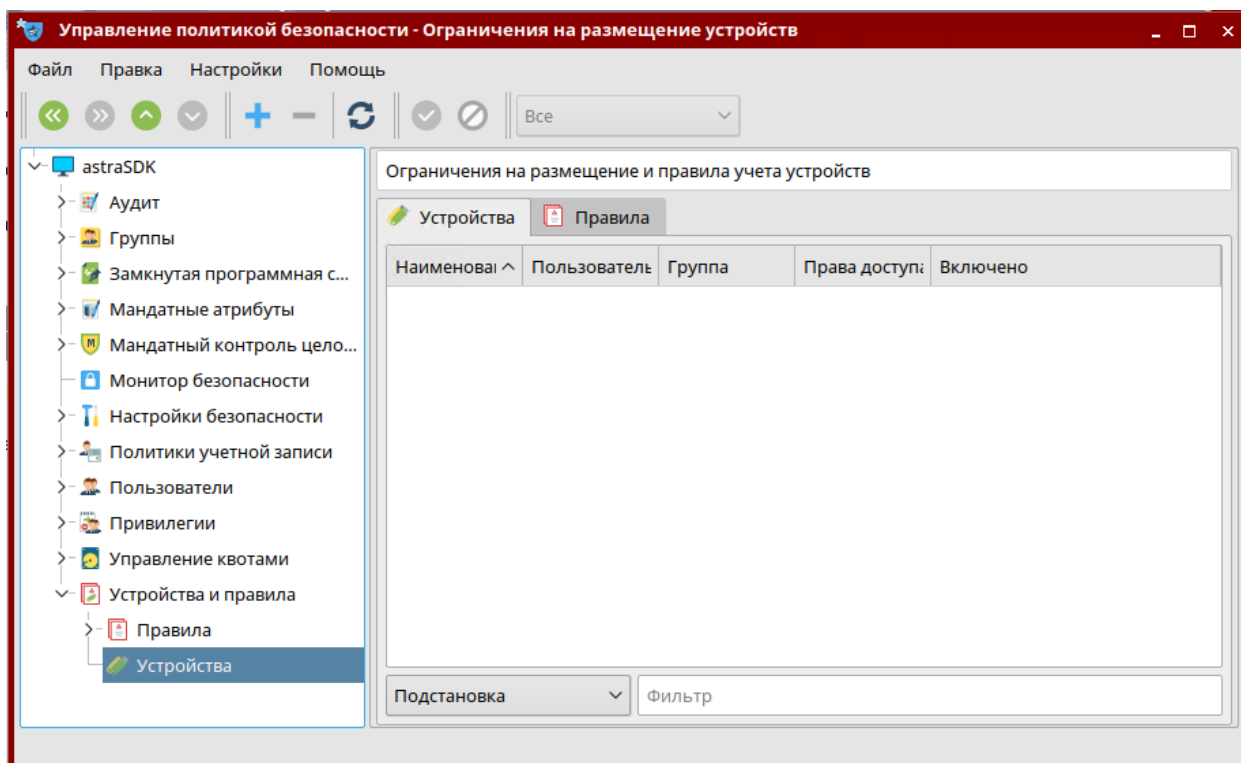 Управление политикой безопасности - Ограничения на размещение устройств
Файл Правка Настройки Помощь
Все
astraSDK
Аудит
Группы
Замкнутая программная с...
Мандатные атрибуты
Мандатный контроль цело...
Монитор безопасности
Настройки безопасности
Политики учетной записи
Пользователи
Привилегии
Управление квотами
Устройства и правила
Правила
Устройства
Ограничения на размещение и правила учета устройств
Устройства Правила
Наименован Пользователь Группа Права доступа Включено
Подстановка Фильтр